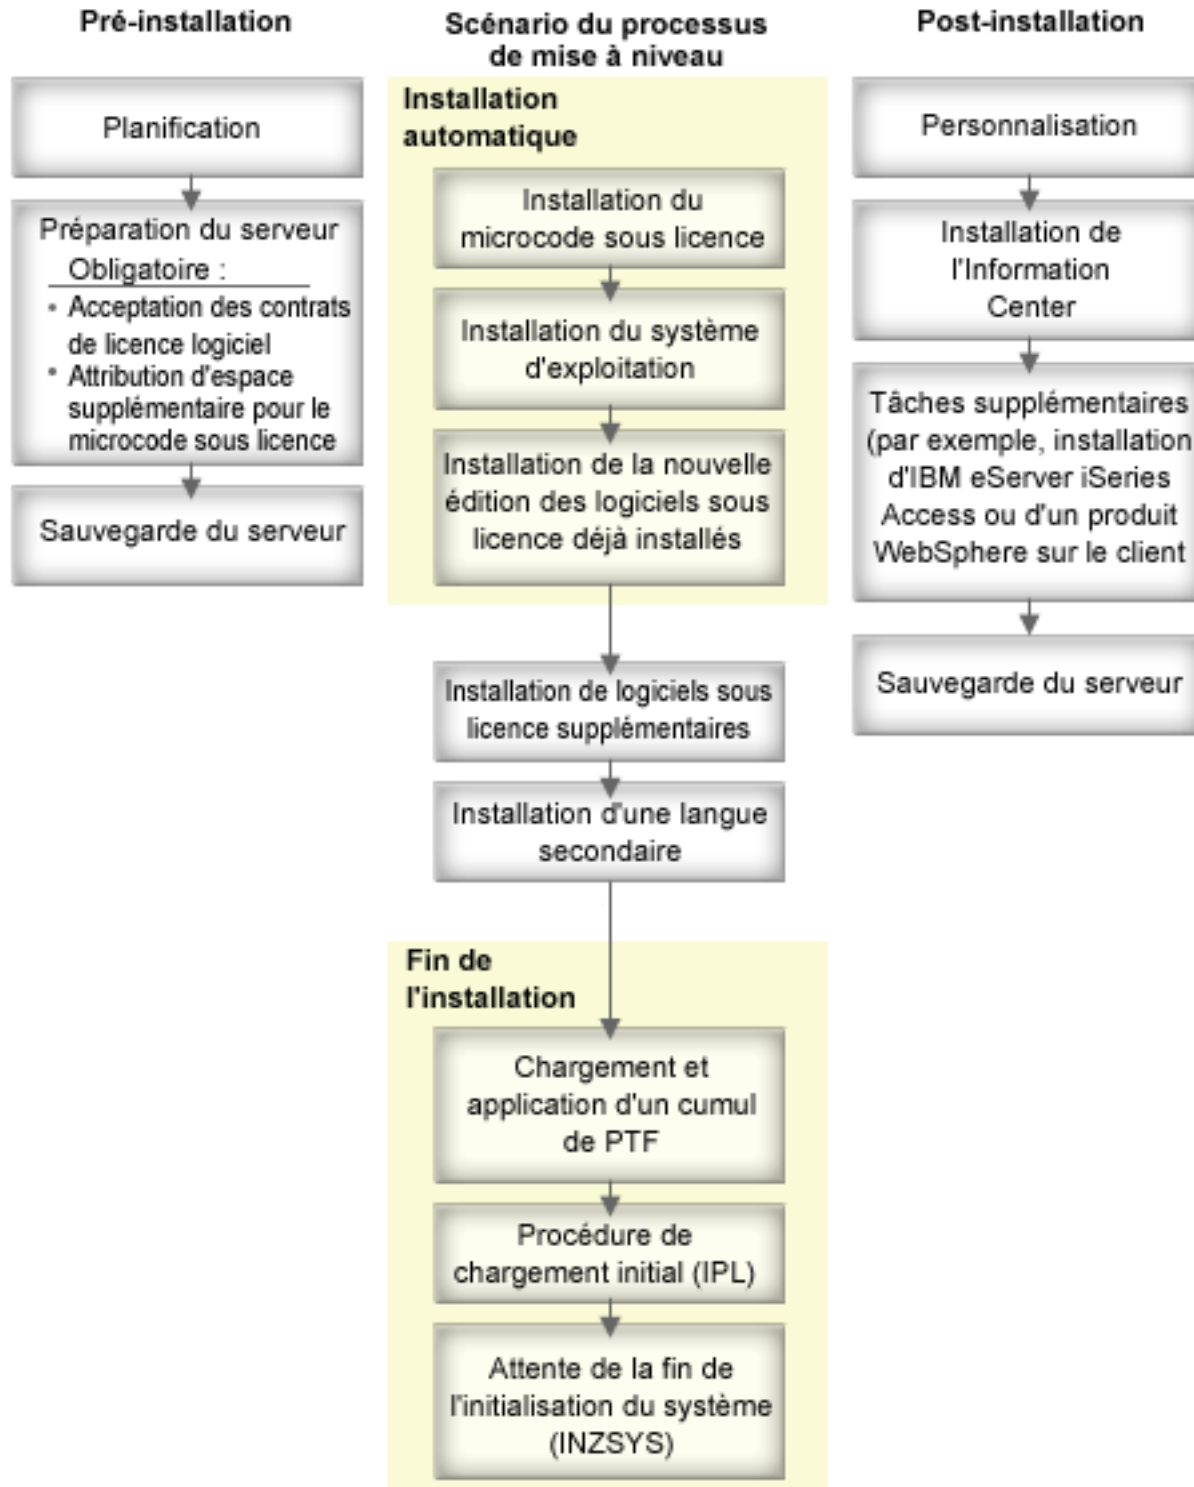 Pré-installation
Planification
Préparation du serveur
Obligatoire :
• Acceptation des contrats
de licence logiciel
• Attribution d'espace
supplémentaire pour le
microcode sous licence
Sauvegarde du serveur
Scénario du processus
de mise à niveau
Installation
automatique
Installation du
microcode sous licence
Installation du système
d'exploitation
Installation de la nouvelle
édition des logiciels sous
licence déjà installés
Installation de logiciels sous
licence supplémentaires
Installation d'une langue
secondaire
Fin de
l'installation
Chargement et
application d'un cumul
de PTF
Procédure de
chargement initial (IPL)
Attente de la fin de
l'initialisation du système
(INZSYS)
Post-installation
Personnalisation
Installation de
l'Information
Center
Tâches supplémentaires
(par exemple, installation
d'IBM eServer iSeries
Access ou d'un produit
WebSphere sur le client
Sauvegarde du serveur